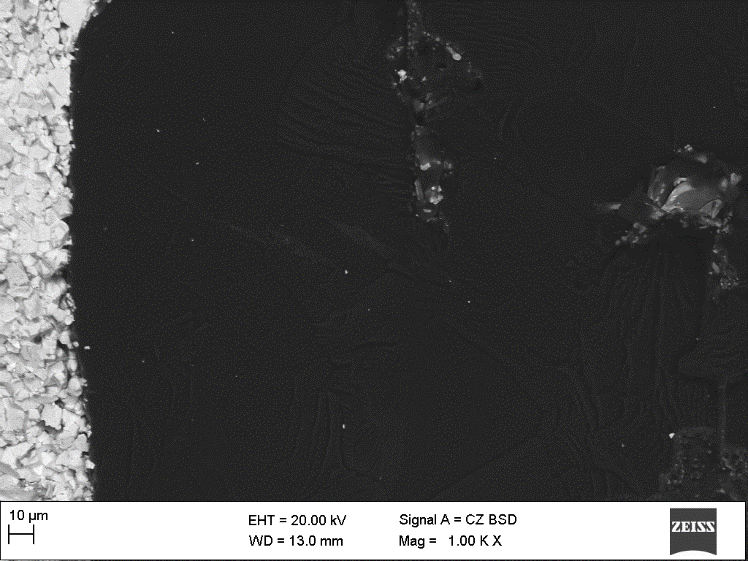 10 µm
EHT = 20.00 kV
WD = 13.0 mm
Signal A = CZ BSD
Mag = 1.00 K X
ZEISS